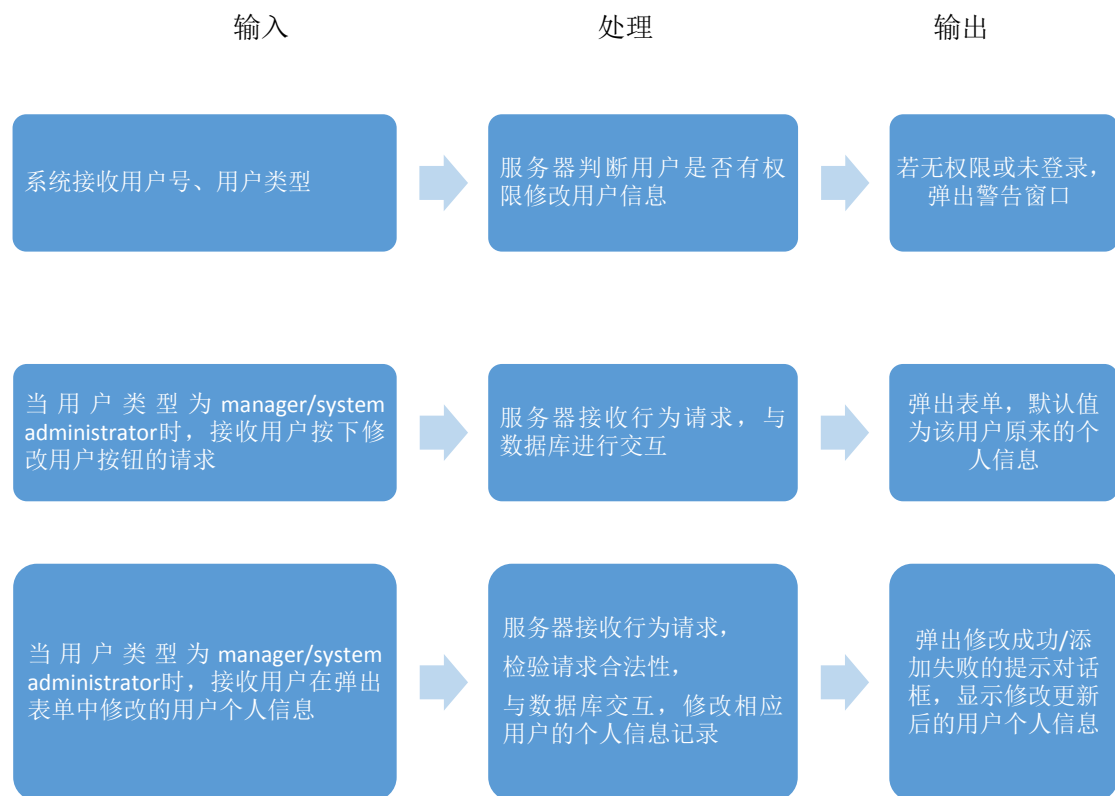 输入
处理
输出
系统接收用户号、用户类型
服务器判断用户是否有权
限修改用户信息
若无权限或未登录，
弹出警告窗口
当用户类型为manager/system
administrator时，接收用户按下修
改用户按钮的请求
服务器接收行为请求，与
数据库进行交互
弹出表单，默认值
为该用户原来的个
人信息
当用户类型为manager/system
administrator时，接收用户在弹出
表单中修改的用户个人信息
服务器接收行为请求，
检验请求合法性，
与数据库交互，修改相应
用户的个人信息记录
弹出修改成功/添
加失败的提示对话
框，显示修改更新
后的用户个人信息